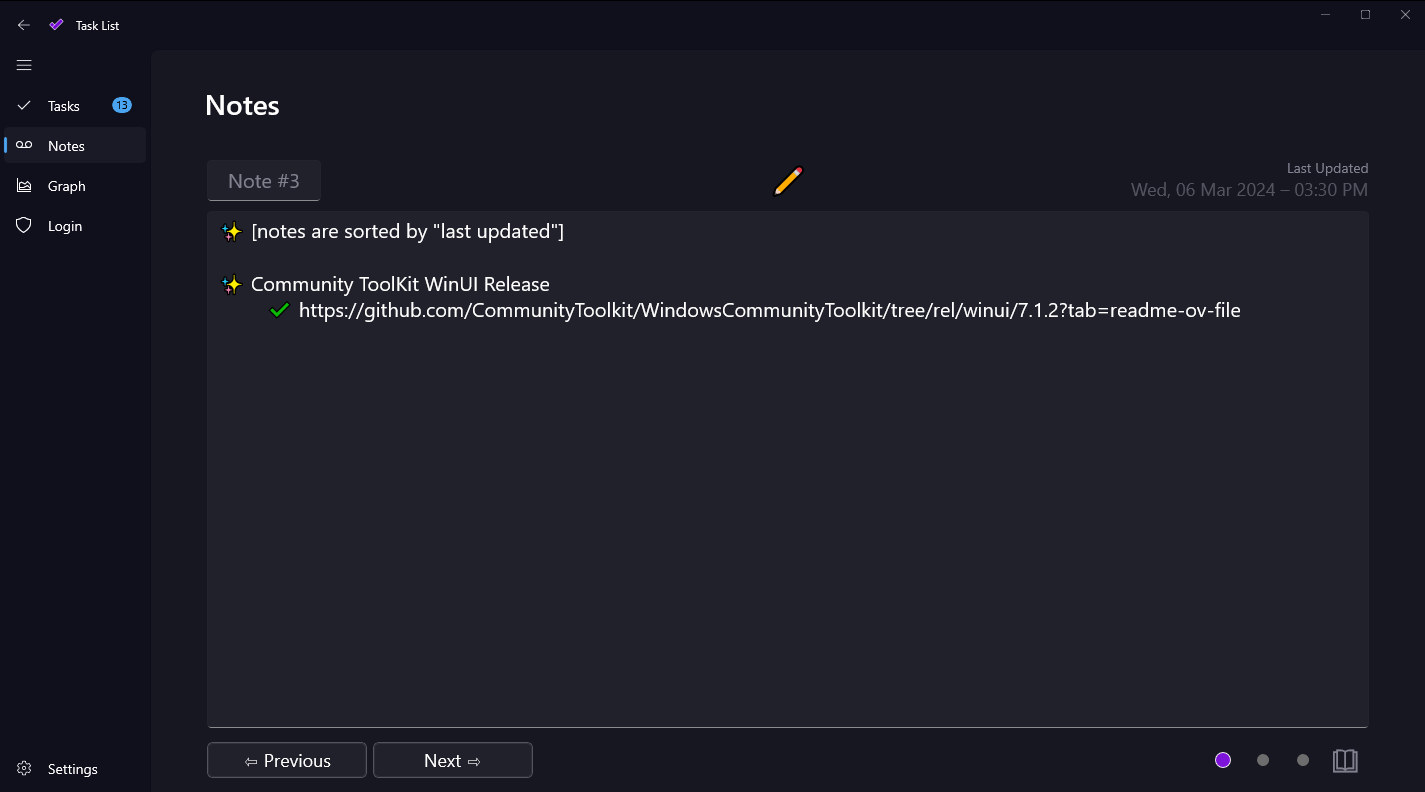 Task List
Tasks 13
Notes
Graph
Login
Settings
Notes
Note #3
Last Updated
Wed, 06 Mar 2024 – 03:30 PM
✨ [notes are sorted by "last updated"]
✨ Community ToolKit WinUI Release
✔ https://github.com/CommunityToolkit/WindowsCommunityToolkit/tree/rel/winui/7.1.2?tab=readme-ov-file
⇦ Previous
Next ⇨